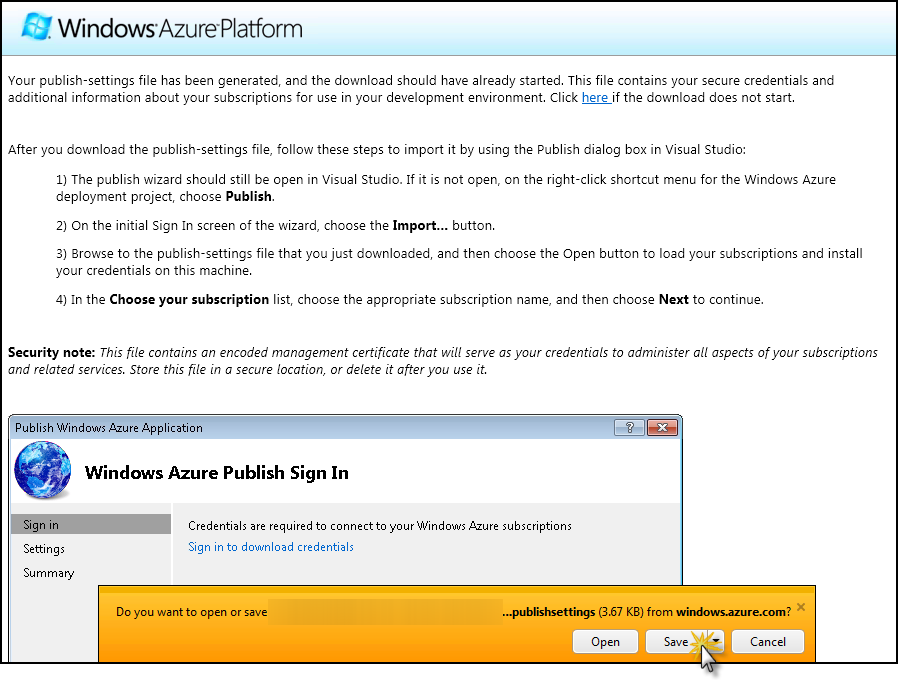 Windows Azure Platform
Your publish-settings file has been generated, and the download should have already started. This file contains your secure credentials and
additional information about your subscriptions for use in your development environment. Click here if the download does not start.
After you download the publish-settings file, follow these steps to import it by using the Publish dialog box in Visual Studio:
1) The publish wizard should still be open in Visual Studio. If it is not open, on the right-click shortcut menu for the Windows Azure
deployment project, choose Publish.
2) On the initial Sign In screen of the wizard, choose the Import... button.
3) Browse to the publish-settings file that you just downloaded, and then choose the Open button to load your subscriptions and install
your credentials on this machine.
4) In the Choose your subscription list, choose the appropriate subscription name, and then choose Next to continue.
Security note: This file contains an encoded management certificate that will serve as your credentials to administer all aspects of your subscriptions
and related services. Store this file in a secure location, or delete it after you use it.
Publish Windows Azure Application
Windows Azure Publish Sign In
Sign in
Settings
Summary
Credentials are required to connect to your Windows Azure subscriptions
Sign in to download credentials
Do you want to open or save ...publishsettings (3.67 KB) from windows.azure.com?
Open Save Cancel